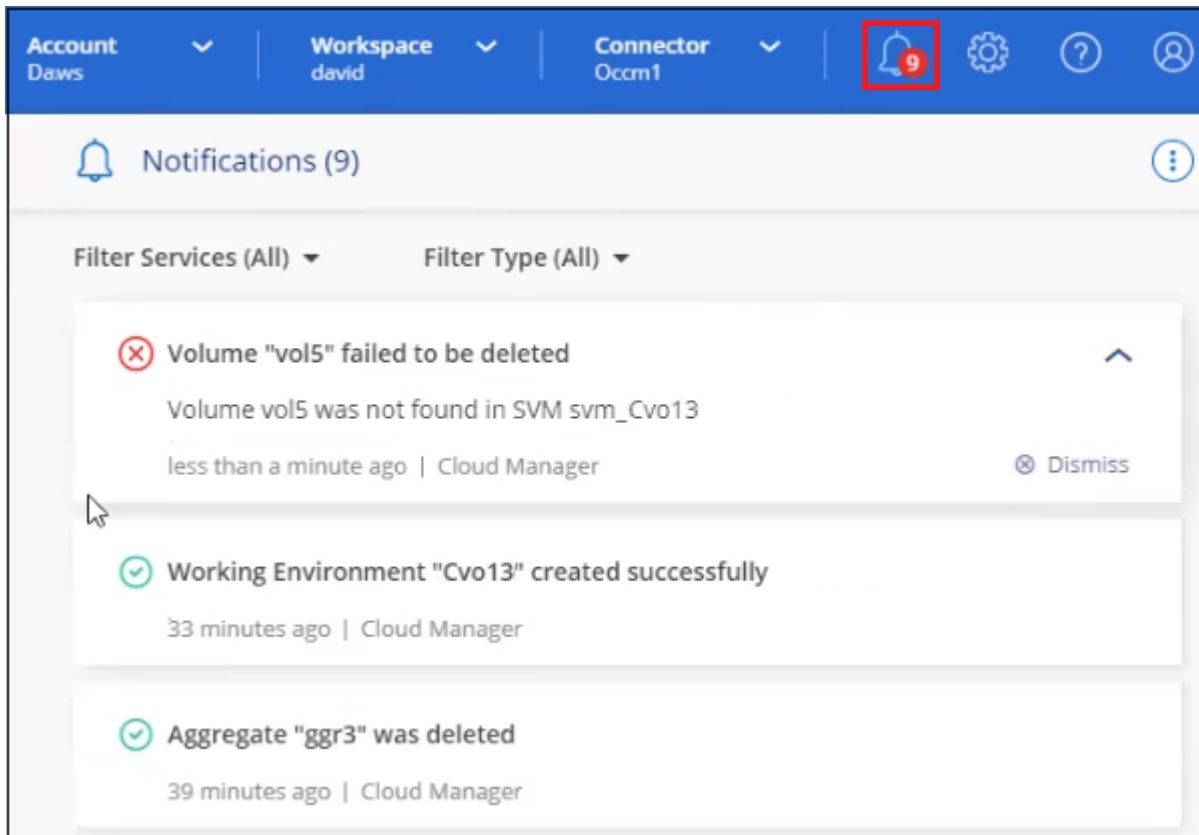 Account Workspace Connector
Daws david Occm1
9
Notifications (9)
Filter Services (All) Filter Type (All)
Volume "vol5" failed to be deleted
Volume vol5 was not found in SVM svm_Cvo13
less than a minute ago | Cloud Manager Dismiss
Working Environment "Cvo13" created successfully
33 minutes ago | Cloud Manager
Aggregate "ggr3" was deleted
39 minutes ago | Cloud Manager